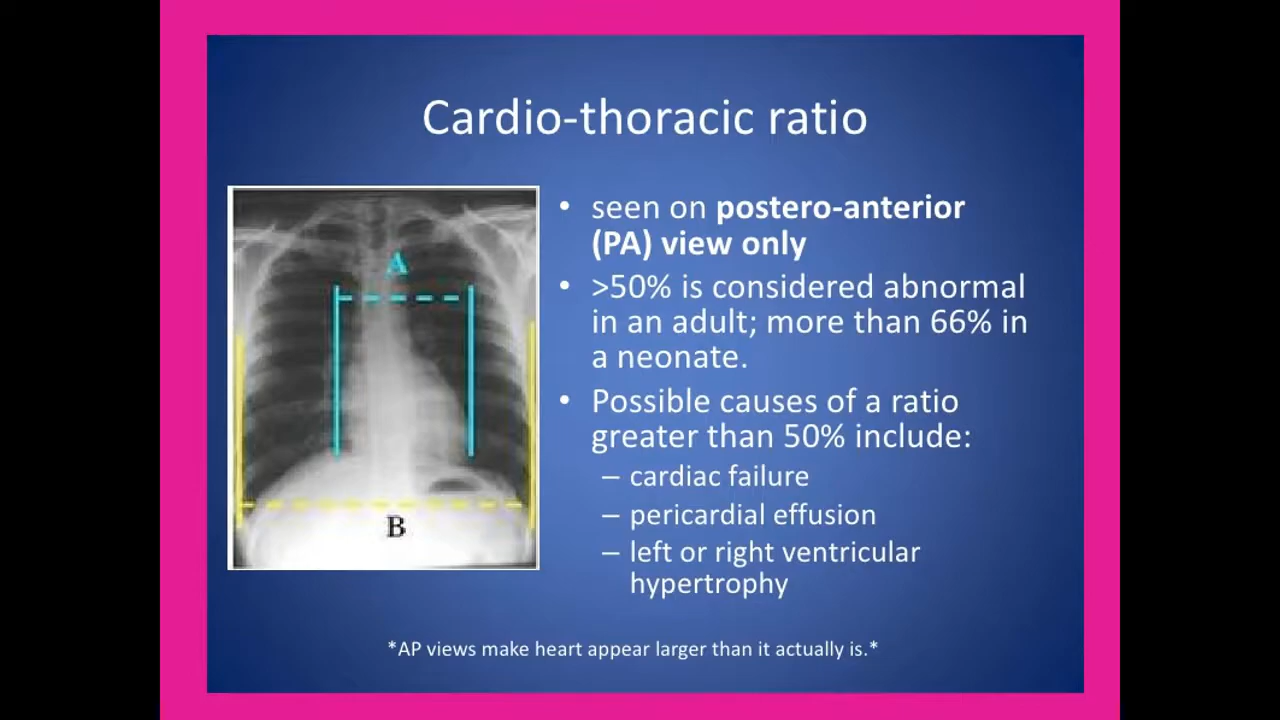 Cardio-thoracic ratio
A
B
• seen on postero-anterior
(PA) view only
• >50% is considered abnormal
in an adult; more than 66% in
a neonate.
• Possible causes of a ratio
greater than 50% include:
– cardiac failure
– pericardial effusion
– left or right ventricular
hypertrophy
*AP views make heart appear larger than it actually is.*